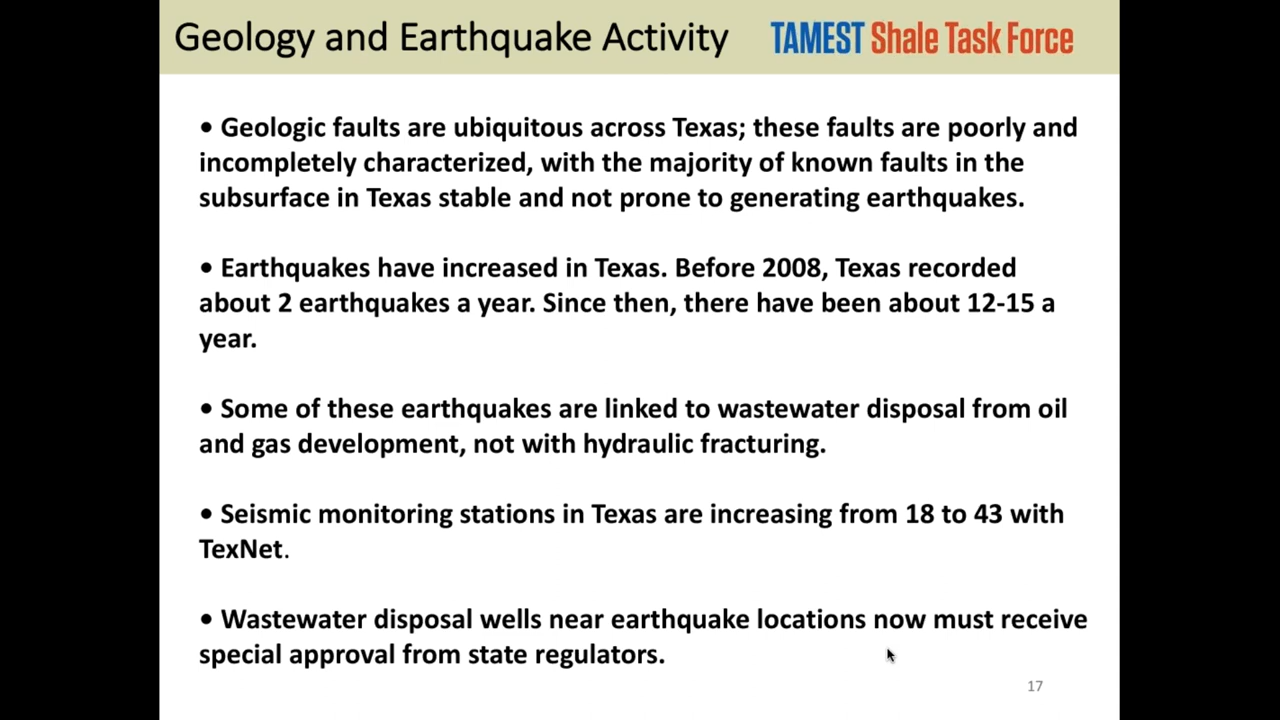 Geology and Earthquake Activity TAMEST Shale Task Force
• Geologic faults are ubiquitous across Texas; these faults are poorly and
incompletely characterized, with the majority of known faults in the
subsurface in Texas stable and not prone to generating earthquakes.
• Earthquakes have increased in Texas. Before 2008, Texas recorded
about 2 earthquakes a year. Since then, there have been about 12-15 a
year.
• Some of these earthquakes are linked to wastewater disposal from oil
and gas development, not with hydraulic fracturing.
• Seismic monitoring stations in Texas are increasing from 18 to 43 with
TexNet.
• Wastewater disposal wells near earthquake locations now must receive
special approval from state regulators.
17